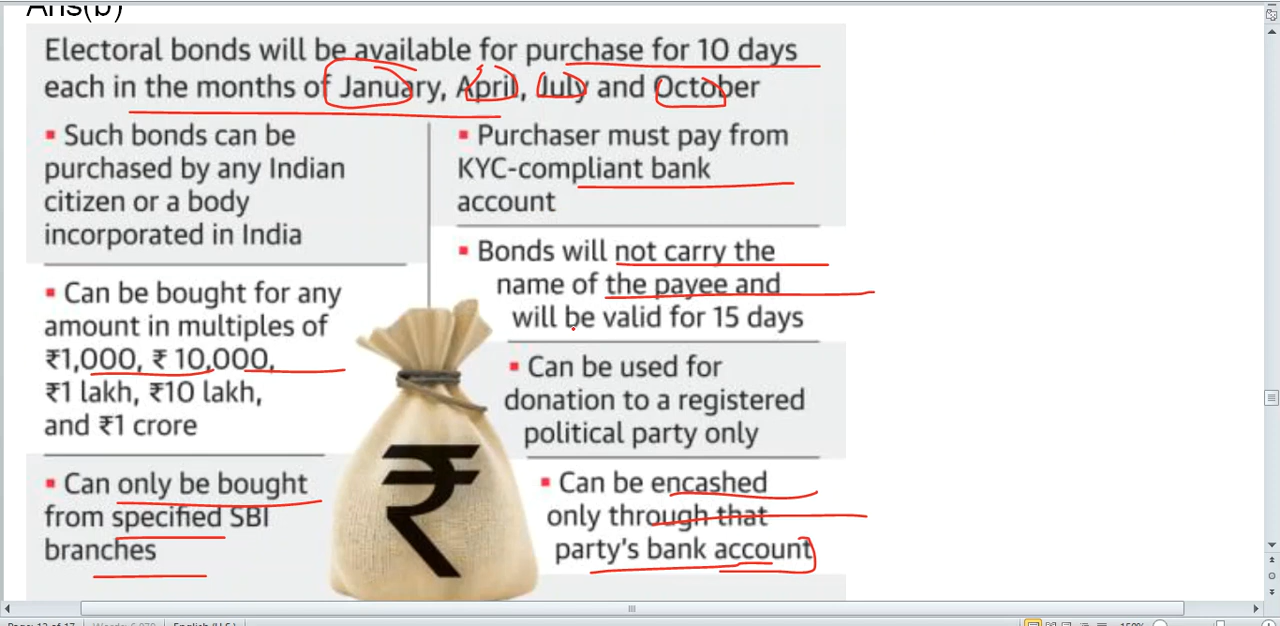 Ans(b)
Electoral bonds will be available for purchase for 10 days
each in the months of January, April, July and October
▪ Such bonds can be
purchased by any Indian
citizen or a body
incorporated in India
▪ Can be bought for any
amount in multiples of
₹1,000, ₹ 10,000,
₹1 lakh, ₹10 lakh,
and ₹1 crore
▪ Can only be bought
from specified SBI
branches
▪ Purchaser must pay from
KYC-compliant bank
account
▪ Bonds will not carry the
name of the payee and
will be valid for 15 days
▪ Can be used for
donation to a registered
political party only
▪ Can be encashed
only through that
party's bank account
₹